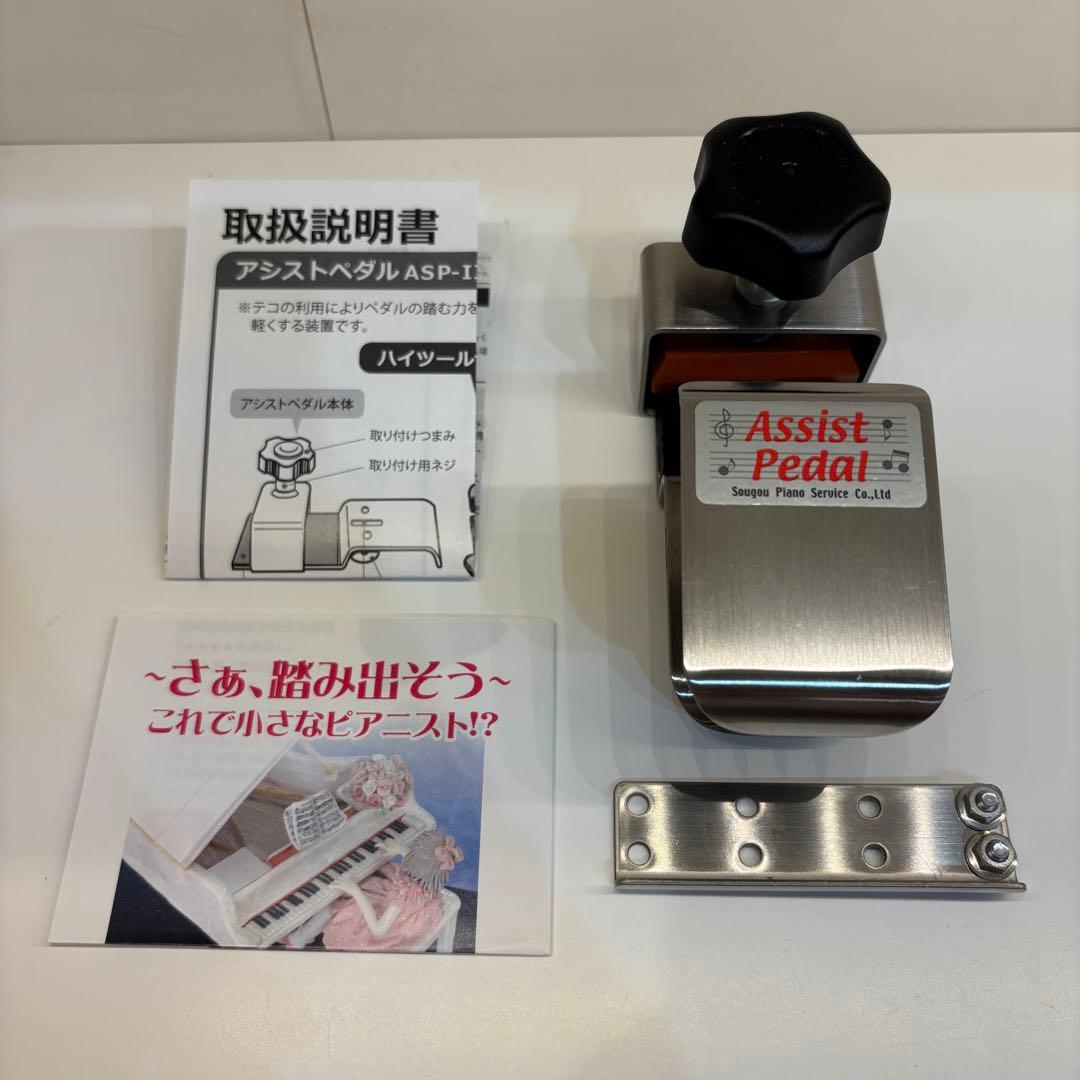 取扱説明書
アシストペダル ASP-I
※テコの利用によりペダルの踏む力を
軽くする装置です。
ハイツール
アシストペダル本体
取り付けつまみ
取り付け用ネジ
Assist
Pedal
Sougou Piano Service Co.,Ltd
~さぁ、踏み出そう~
これで小さなピアニスト!?